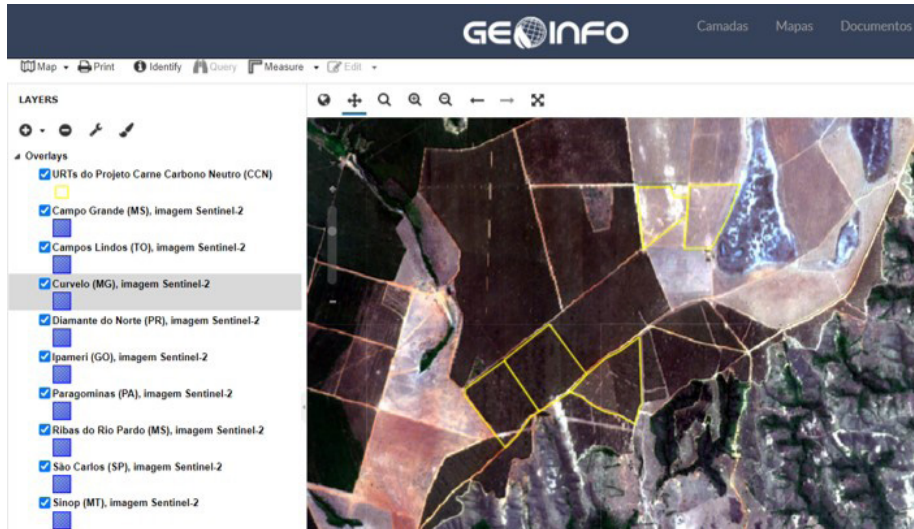 GEOINFO
Camadas Mapas Documentos
Map Print Identify Query Measure Edit
LAYERS
Overlays
URTs do Projeto Carne Carbono Neutro (CCN)
Campo Grande (MS), imagem Sentinel-2
Campos Lindos (TO), imagem Sentinel-2
Curvelo (MG), imagem Sentinel-2
Diamante do Norte (PR), imagem Sentinel-2
Ipameri (GO), imagem Sentinel-2
Paragominas (PA), imagem Sentinel-2
Ribas do Rio Pardo (MS), imagem Sentinel-2
São Carlos (SP), imagem Sentinel-2
Sinop (MT), imagem Sentinel-2